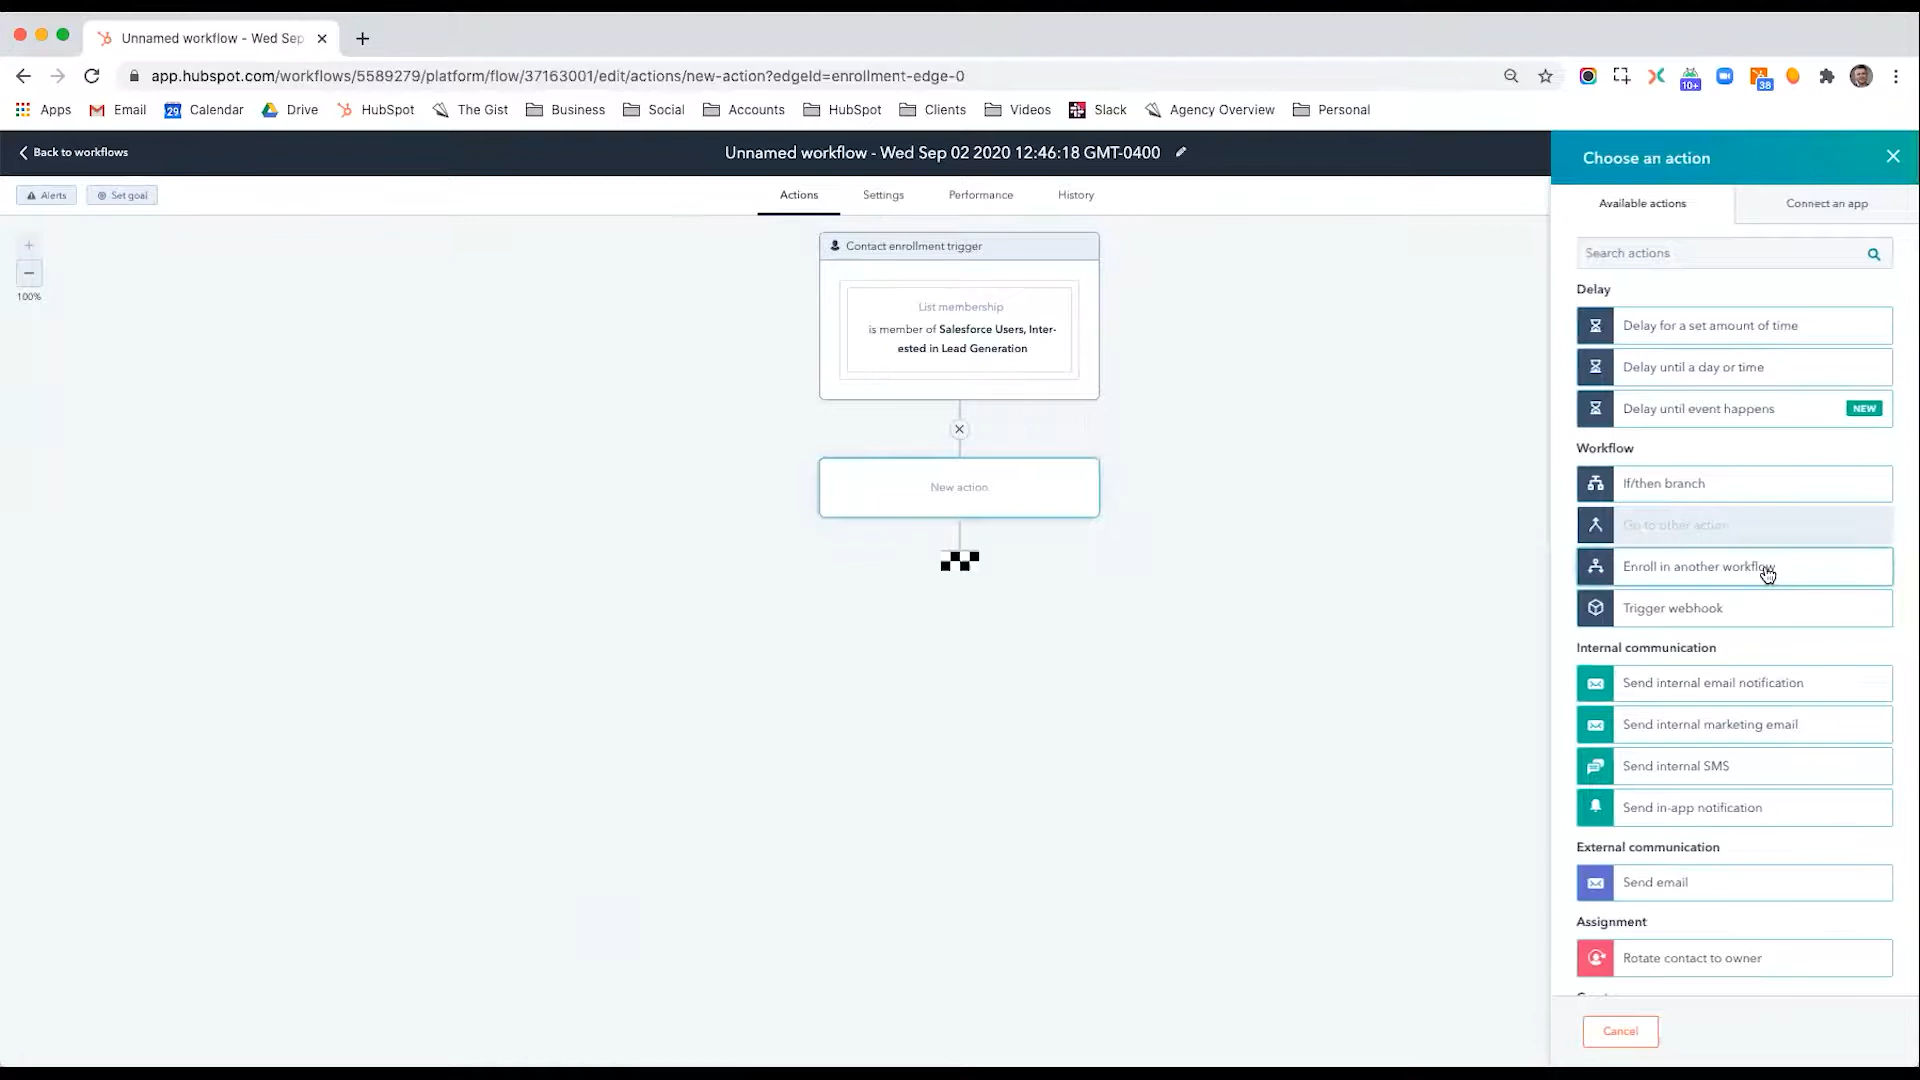 Unnamed workflow - Wed Sep
app.hubspot.com/workflows/5589279/platform/flow/37163001/edit/actions/new-action?edgeId=enrollment-edge-0
10+
38
Apps
Email
29
Calendar
Drive
HubSpot
The Gist
Business
Social
Accounts
HubSpot
Clients
Videos
Slack
Agency Overview
Personal
Back to workflows
Unnamed workflow - Wed Sep 02 2020 12:46:18 GMT-0400
Choose an action
Alerts
Set goal
Actions
Settings
Performance
History
Available actions
Connect an app
100%
Contact enrollment trigger
List membership
is member of Salesforce Users, Inter-
ested in Lead Generation
New action
Search actions
Delay
Delay for a set amount of time
Delay until a day or time
Delay until event happens
NEW
Workflow
If/then branch
Go to other action
Enroll in another workflow
Trigger webhook
Internal communication
Send internal email notification
Send internal marketing email
Send internal SMS
Send in-app notification
External communication
Send email
Assignment
Rotate contact to owner
Cancel